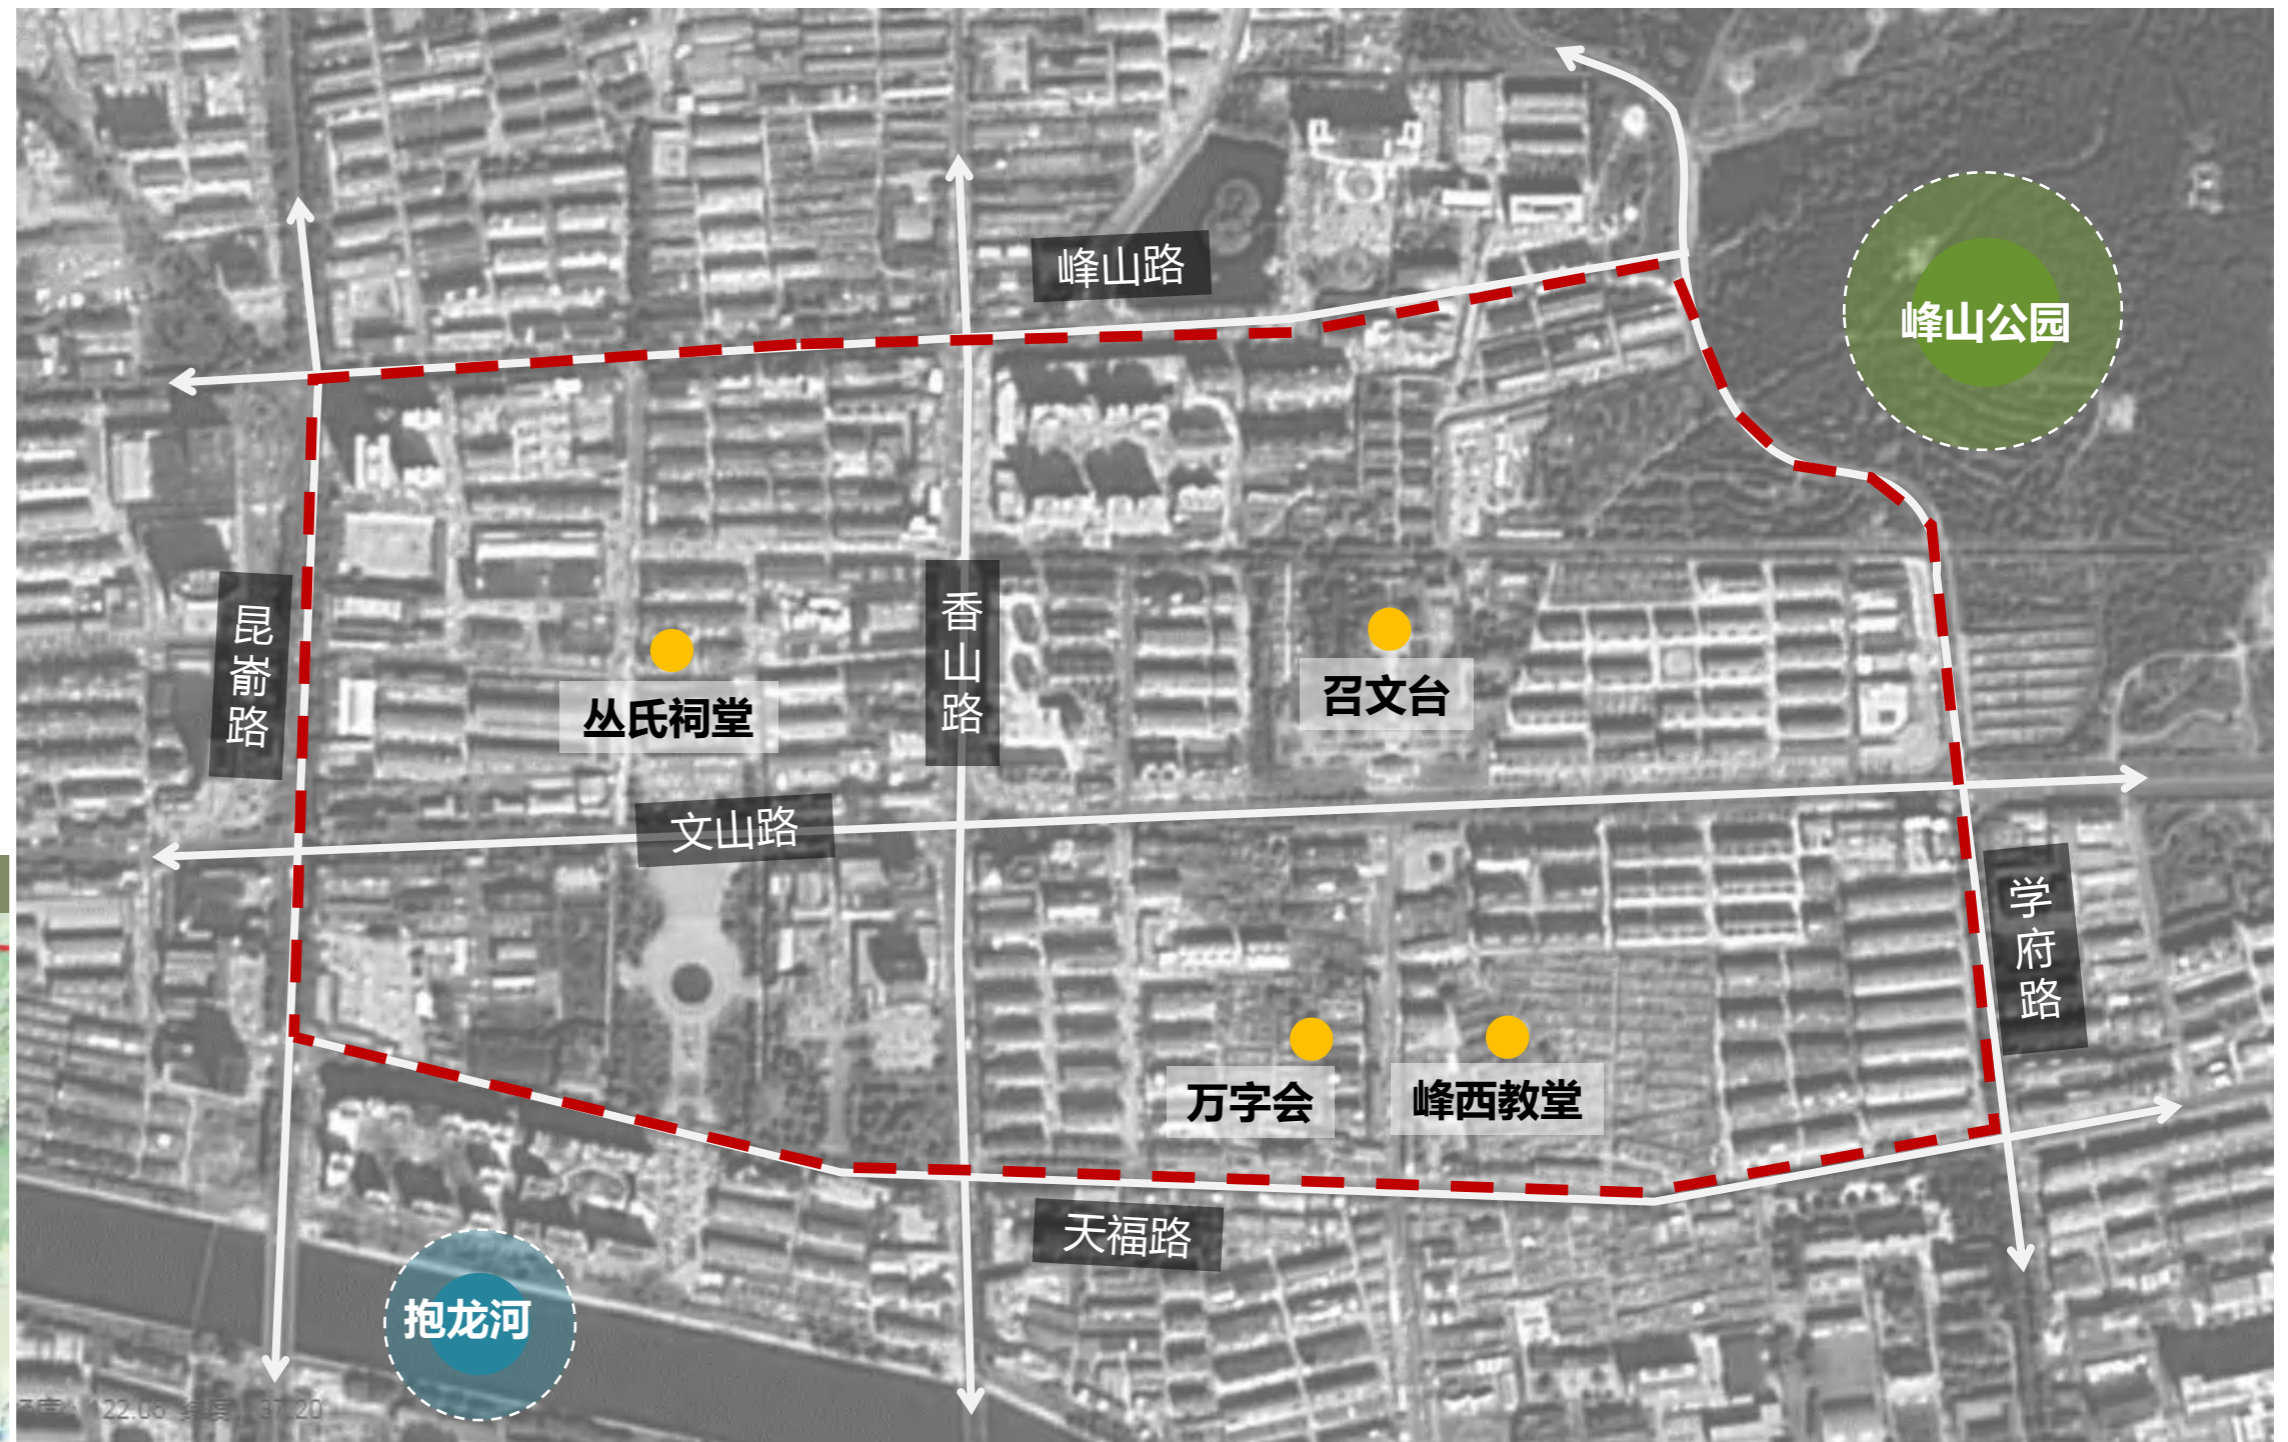 峰山路
峰山公园
昆嵛路
香山路
丛氏祠堂
召文台
文山路
学府路
万字会
峰西教堂
天福路
抱龙河